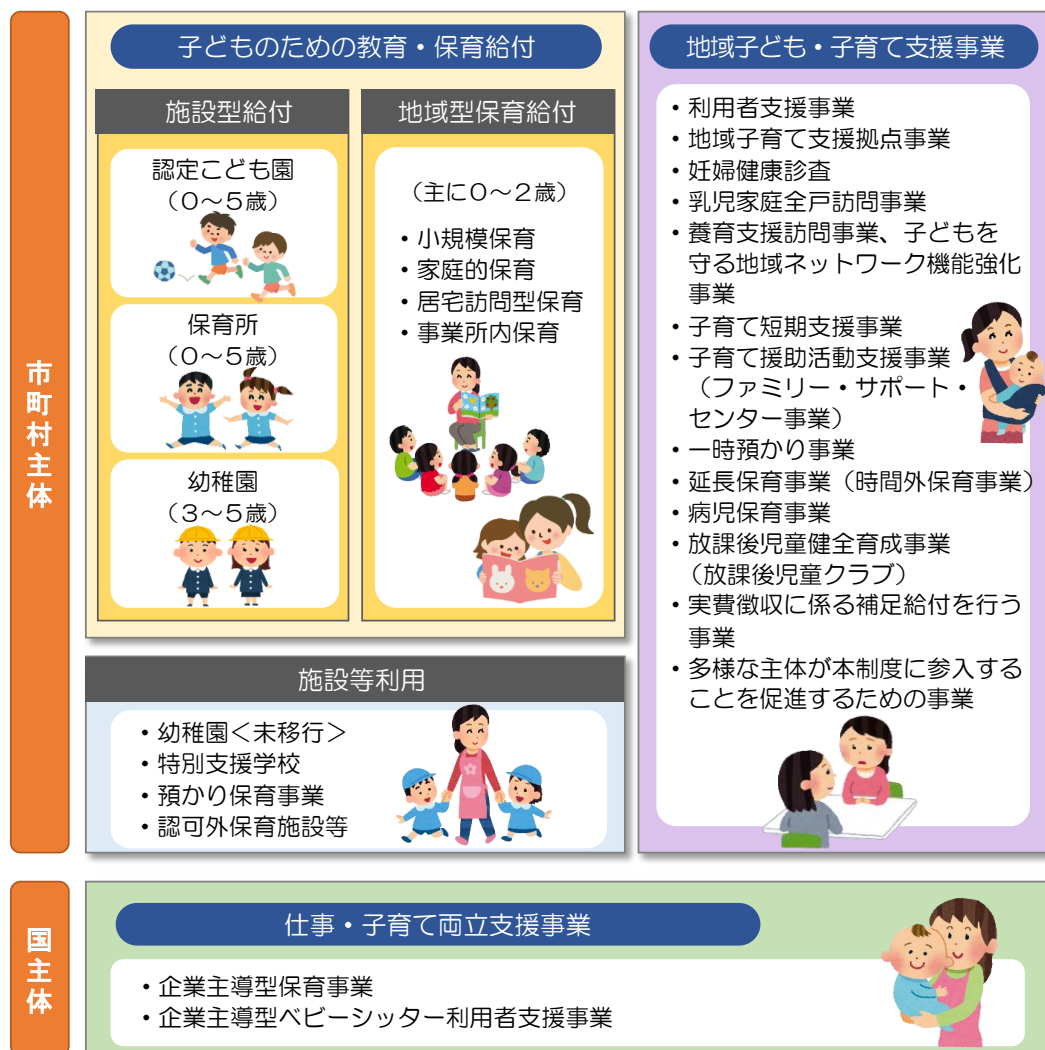 市町村主体
子どものための教育・保育給付
施設型給付
認定こども園
（０～５歳）
保育所
（０～５歳）
幼稚園
（３～５歳）
地域型保育給付
（主に０～２歳）
・小規模保育
・家庭的保育
・居宅訪問型保育
・事業所内保育
施設等利用
・幼稚園＜未移行＞
・特別支援学校
・預かり保育事業
・認可外保育施設等
地域子ども・子育て支援事業
・利用者支援事業
・地域子育て支援拠点事業
・妊婦健康診査
・乳児家庭全戸訪問事業
・養育支援訪問事業、子どもを
守る地域ネットワーク機能強化
事業
・子育て短期支援事業
・子育て援助活動支援事業
（ファミリー・サポート・
センター事業）
・一時預かり事業
・延長保育事業（時間外保育事業）
・病児保育事業
・放課後児童健全育成事業
（放課後児童クラブ）
・実費徴収に係る補足給付を行う
事業
・多様な主体が本制度に参入する
ことを促進するための事業
国主体
仕事・子育て両立支援事業
・企業主導型保育事業
・企業主導型ベビーシッター利用者支援事業